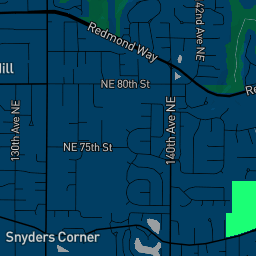 Redmond Way
42nd Ave NE
Hill
NE 80th St
Re
130th Ave NE
140th Ave NE
NE 75th St
Snyders Corner